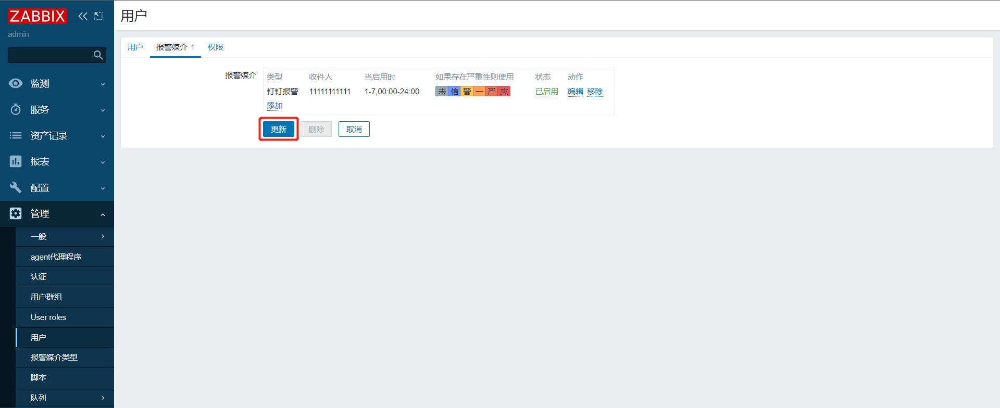 ZABBIX
admin
监测
服务
资产记录
报表
配置
管理
一般
agent代理程序
认证
用户群组
User roles
用户
报警媒介类型
脚本
队列
用户
用户 报警媒介 1 权限
报警媒介
类型 收件人 当启用时 如果存在严重性则使用 状态 动作
钉钉报警 11111111111 1-7,00:00-24:00 未 信 警 一 严 灾 已启用 编辑 移除
添加
更新 删除 取消